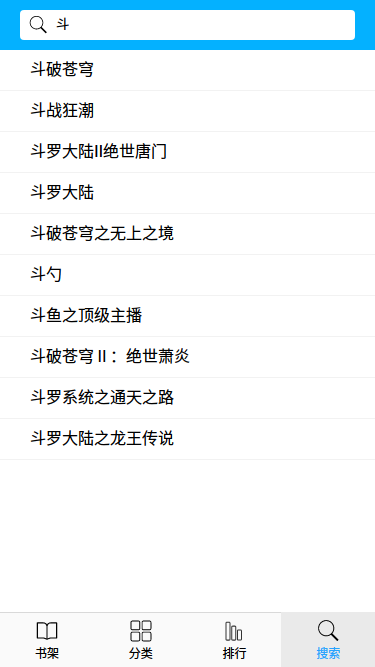 斗
斗破苍穹
斗战狂潮
斗罗大陆II绝世唐门
斗罗大陆
斗破苍穹之无上之境
斗勺
斗鱼之顶级主播
斗破苍穹Ⅱ：绝世萧炎
斗罗系统之通天之路
斗罗大陆之龙王传说
书架 分类 排行 搜索